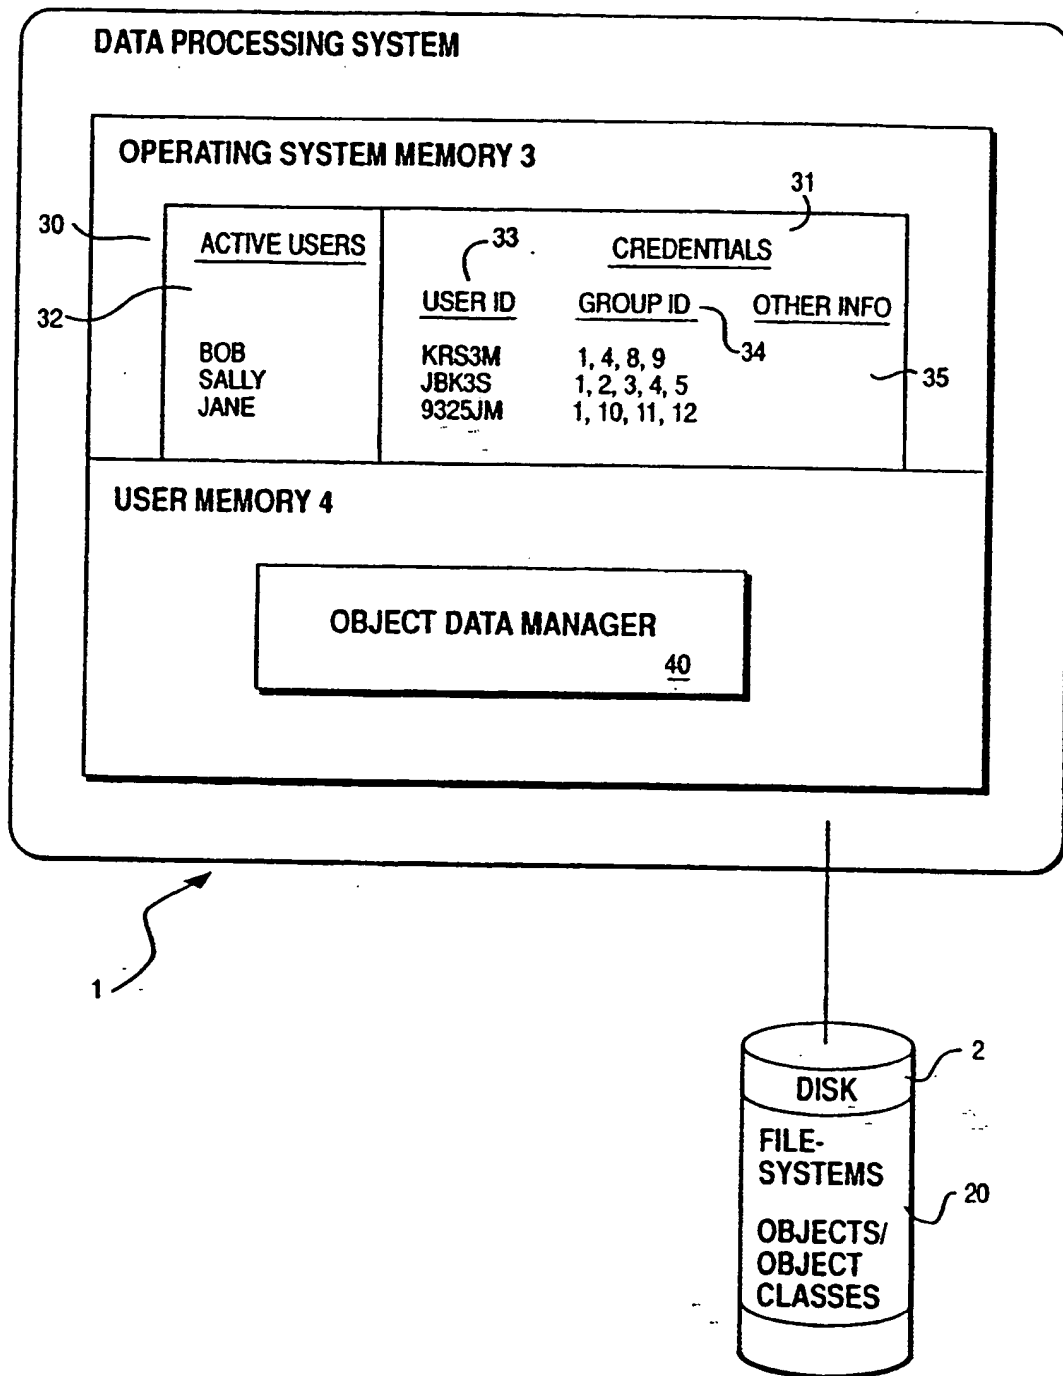 DATA PROCESSING SYSTEM
OPERATING SYSTEM MEMORY 3
31
30
ACTIVE USERS
33
CREDENTIALS
32
USER ID
GROUP ID
OTHER INFO
34
35
BOB KRS3M 1, 4, 8, 9
SALLY JBK3S 1, 2, 3, 4, 5
JANE 9325JM 1, 10, 11, 12
USER MEMORY 4
OBJECT DATA MANAGER
40
1
2
DISK
FILE-
SYSTEMS
20
OBJECTS/
OBJECT
CLASSES